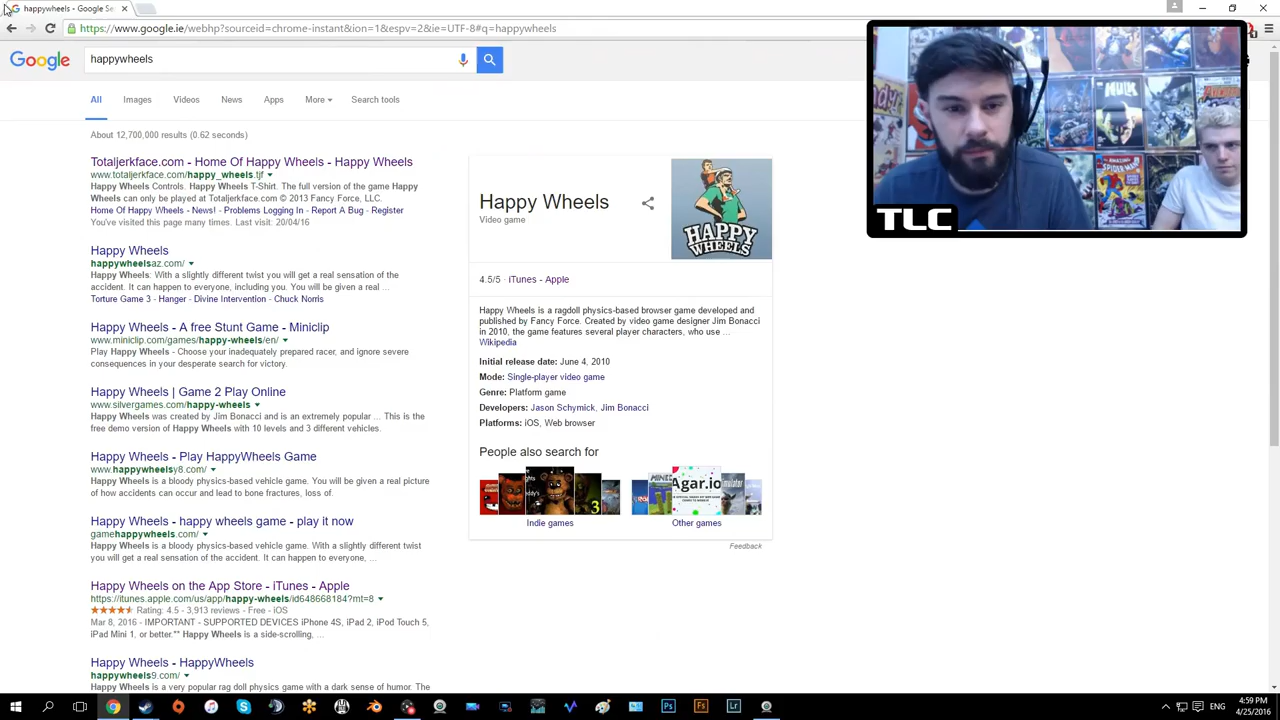 happywheels - Google Se
https://www.google.ie/webhp?source=search_app#q=happywheels
Google
happywheels
All
Images
Videos
News
Apps
More
Search tools
About 12,700,000 results (0.62 seconds)
Totaljerkface.com - Home Of Happy Wheels - Happy Wheels
www.totaljerkface.com/happy_wheels.tjf
Happy Wheels Controls. Happy Wheels T-Shirt. The full version of the game Happy
Wheels can only be played at Totaljerkface.com © 2013 Fancy Force, LLC.
Home Of Happy Wheels - News! - Problems Logging In - Report A Bug - Register
You've visited this page many times. Last visit: 20/04/16
Happy Wheels
happywheelsaz.com/
Happy Wheels: With a slightly different twist you will get a real sensation of the
accident. It can happen to everyone, including you. You will be given a real ...
Torture Game 3 - Hanger - Divine Intervention - Chuck Norris
Happy Wheels - A free Stunt Game - Miniclip
www.miniclip.com/games/happy-wheels/en/
Play Happy Wheels - Choose your inadequately prepared racer, and ignore severe
consequences in your desperate search for victory.
Happy Wheels | Game 2 Play Online
www.silvergames.com/happy-wheels
Happy Wheels was created by Jim Bonacci and is an extremely popular ... This is the
free demo version of Happy Wheels with 10 levels and 3 different vehicles.
Happy Wheels - Play HappyWheels Game
www.happywheelsy8.com/
Happy Wheels is a bloody physics-based vehicle game. You will be given a real picture
of how accidents can occur and lead to bone fractures, loss of.
Happy Wheels - happy wheels game - play it now
gamehappywheels.com/
Happy Wheels is a bloody physics-based vehicle game. With a slightly different twist
you will get a real sensation of the accident. It can happen to everyone, ...
Happy Wheels on the App Store - iTunes - Apple
https://itunes.apple.com/us/app/happy-wheels/id648668184?mt=8
Rating: 4.5 - 3,913 reviews - Free - iOS
Mar 8, 2016 - IMPORTANT - SUPPORTED DEVICES iPhone 4S, iPad 2, iPod Touch 5,
iPad Mini 1, or better.** Happy Wheels is a side-scrolling, ...
Happy Wheels - HappyWheels
happywheels9.com/
Happy Wheels is a very popular rag doll physics game with a dark sense of humor. The
Happy Wheels
Video game
HAPPY
WHEELS
4.5/5 · iTunes - Apple
Happy Wheels is a ragdoll physics-based browser game developed and
published by Fancy Force. Created by video game designer Jim Bonacci
in 2010, the game features several player characters, who use ...
Wikipedia
Initial release date: June 4, 2010
Mode: Single-player video game
Genre: Platform game
Developers: Jason Schymick, Jim Bonacci
Platforms: iOS, Web browser
People also search for
3
Agar.io
Indie games
Other games
Feedback
HULK
SPIDER-MAN
TLC
Ps
Fs
Lr
ENG
4:59 PM
4/25/2016